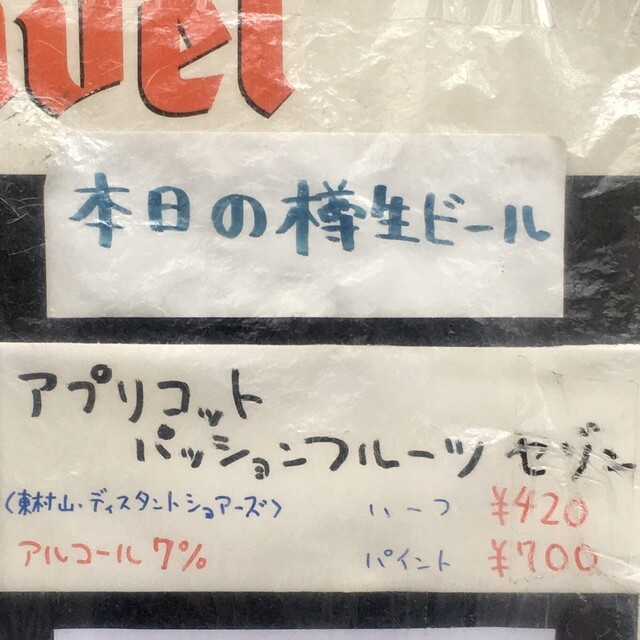 本日の樽生ビール
アプリコット
パッションフルーツ セゾン
〈東村山・ディスタントショアーズ〉 ハーフ ¥420
アルコール 7% パイント ¥700